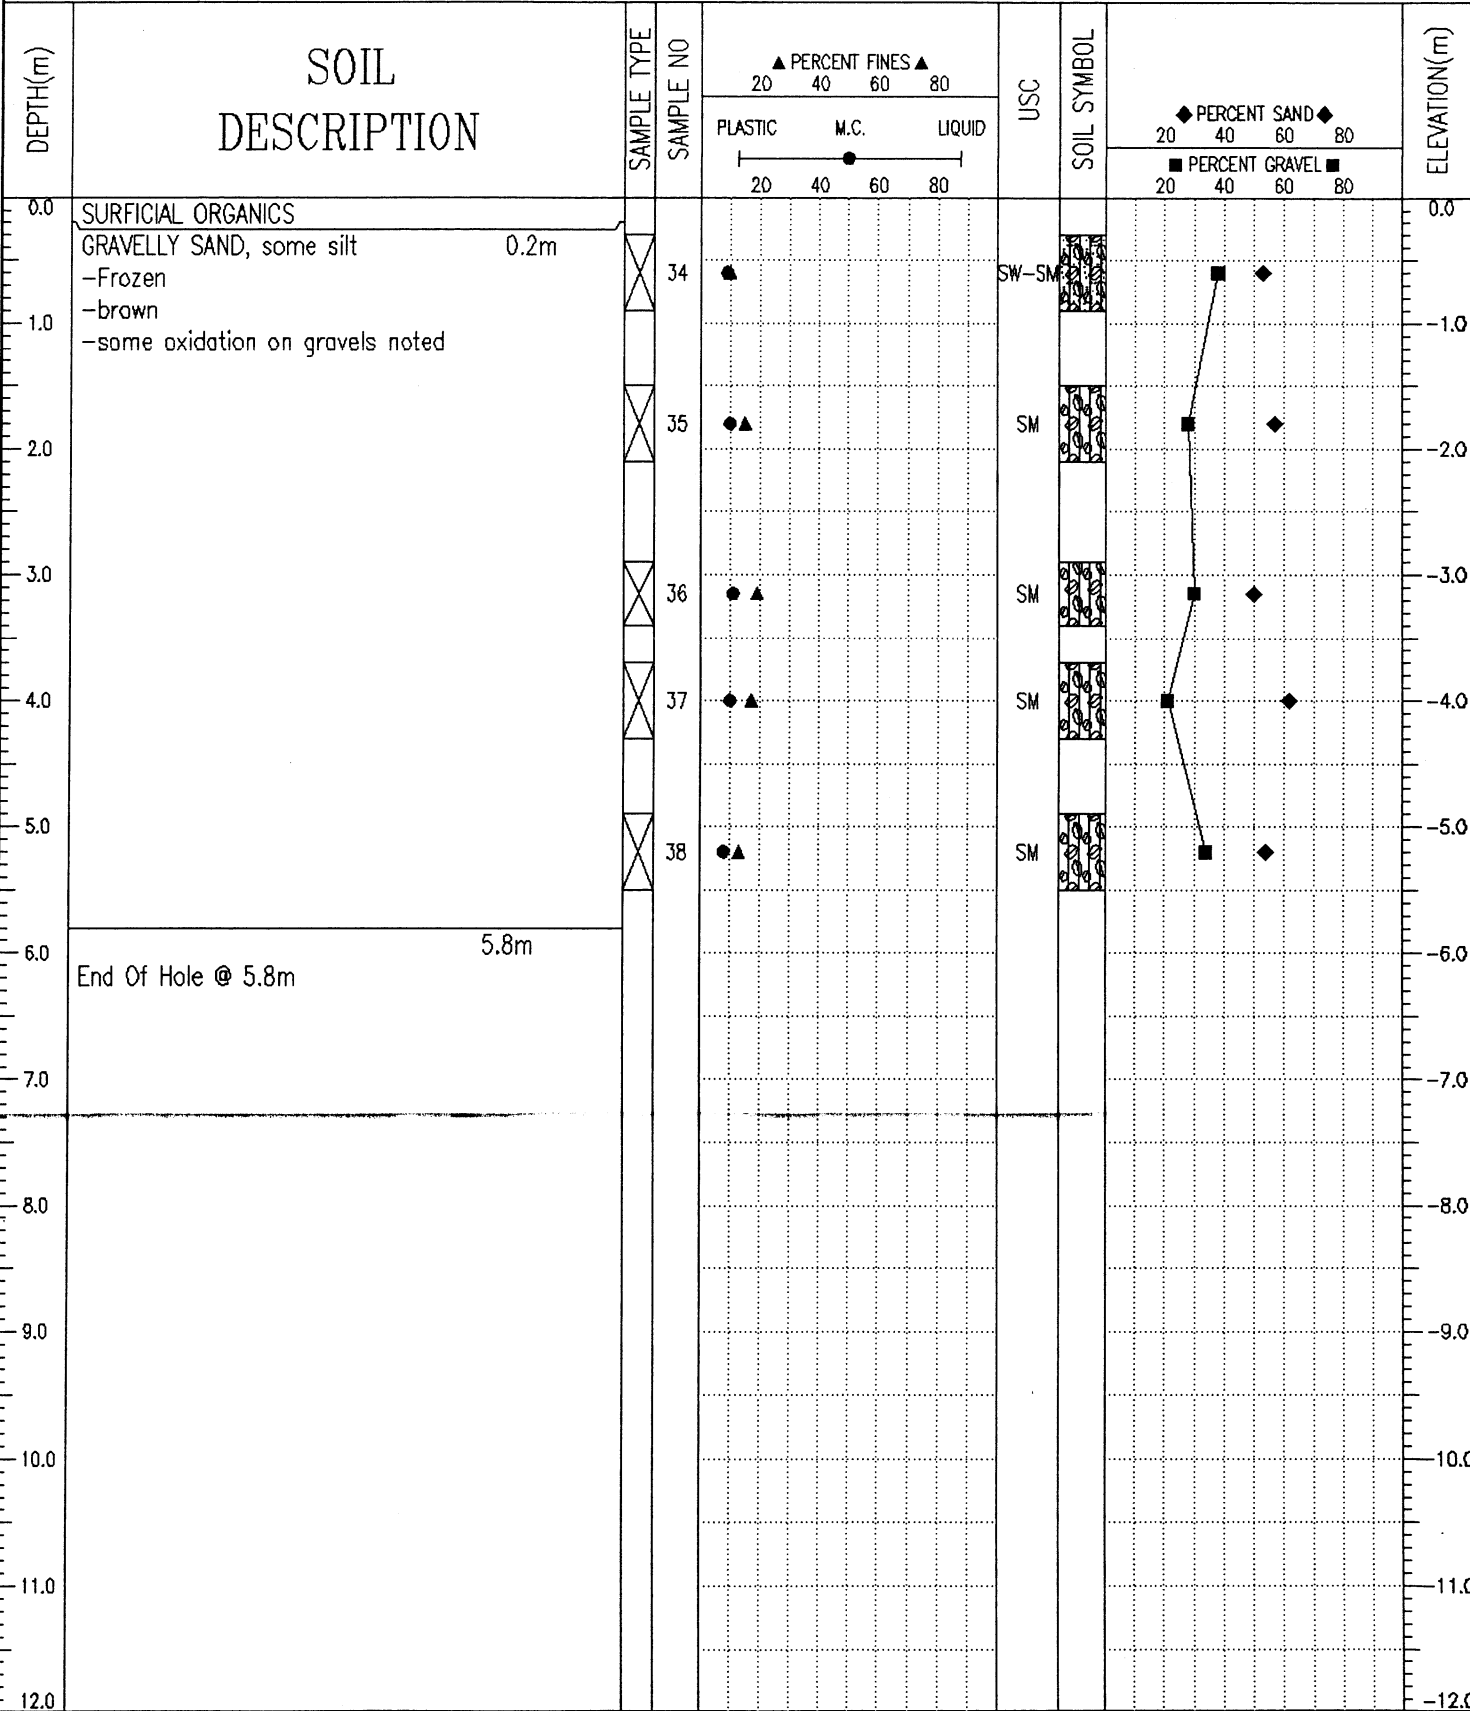 DEPTH(m)
SOIL
DESCRIPTION
SAMPLE TYPE
SAMPLE NO
▲ PERCENT FINES ▲
20 40 60 80
PLASTIC M.C. LIQUID
20 40 60 80
USC
SOIL SYMBOL
◆ PERCENT SAND ◆
20 40 60 80
■ PERCENT GRAVEL ■
20 40 60 80
ELEVATION(m)
0.0 SURFICIAL ORGANICS 0.0
GRAVELLY SAND, some silt 0.2m
-Frozen 34 SW-SM
-brown
1.0 -1.0
-some oxidation on gravels noted
35 SM
2.0 -2.0
3.0 -3.0
36 SM
4.0 37 SM -4.0
5.0 -5.0
38 SM
5.8m
6.0 -6.0
End Of Hole @ 5.8m
7.0 -7.0
8.0 -8.0
9.0 -9.0
10.0 -10.0
11.0 -11.0
12.0 -12.0